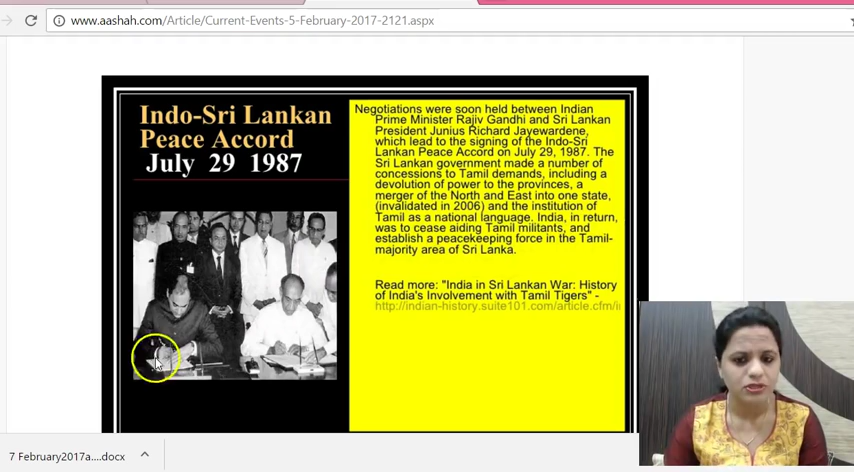 www.aashah.com/Article/Current-Events-5-February-2017-2121.aspx
Indo-Sri Lankan
Peace Accord
July 29 1987
Negotiations were soon held between Indian
Prime Minister Rajiv Gandhi and Sri Lankan
President Junius Richard Jayewardene,
which lead to the signing of the Indo-Sri
Lankan Peace Accord on July 29, 1987. The
Sri Lankan government made a number of
concessions to Tamil demands, including a
devolution of power to the provinces, a
merger of the North and East into one state,
(invalidated in 2006) and the institution of
Tamil as a national language. India, in return,
was to cease aiding Tamil militants, and
establish a peacekeeping force in the Tamil-
majority area of Sri Lanka.
Read more: "India in Sri Lankan War: History
of India's Involvement with Tamil Tigers" -
http://indian-history.suite101.com/article.cfm/i
7 February2017a....docx